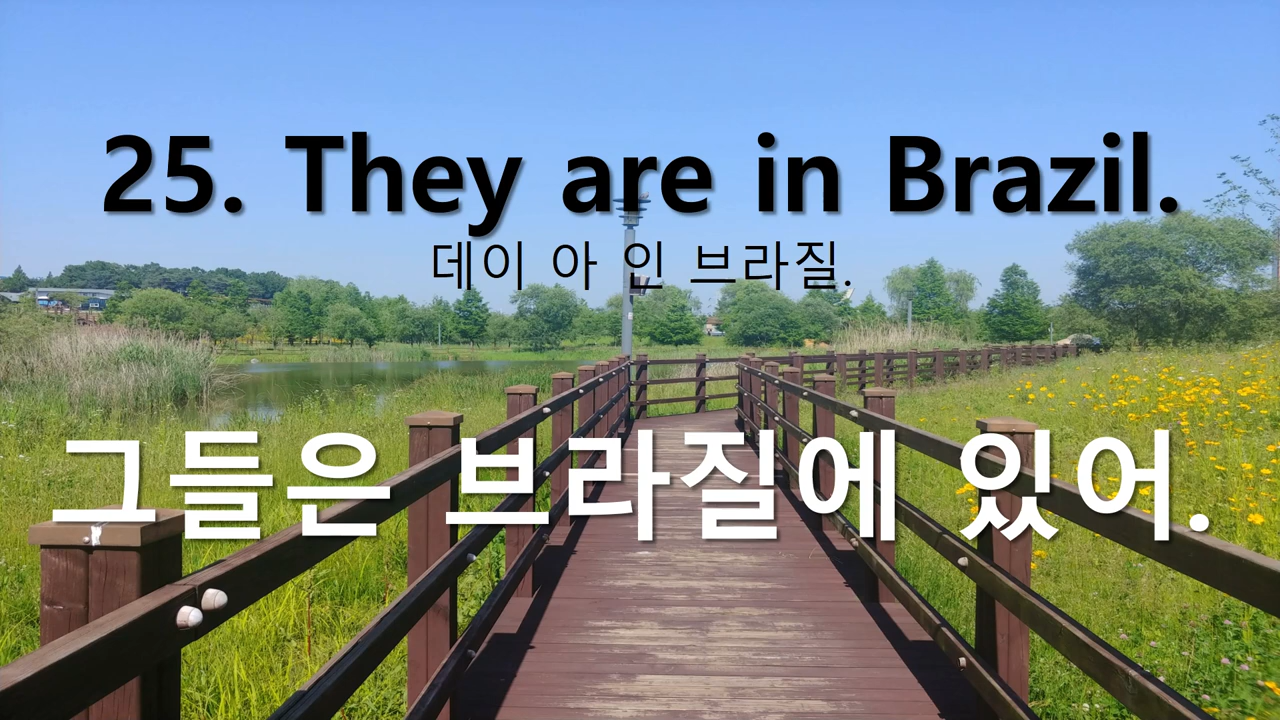 25. They are in Brazil.
데이 아 인 브라질.
그들은 브라질에 있어.